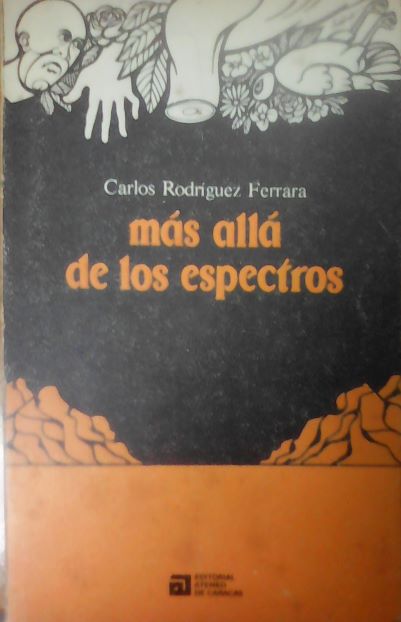 Carlos Rodríguez Ferrara
más allá
de los espectros
EDITORIAL
ATENEO
DE CARACAS